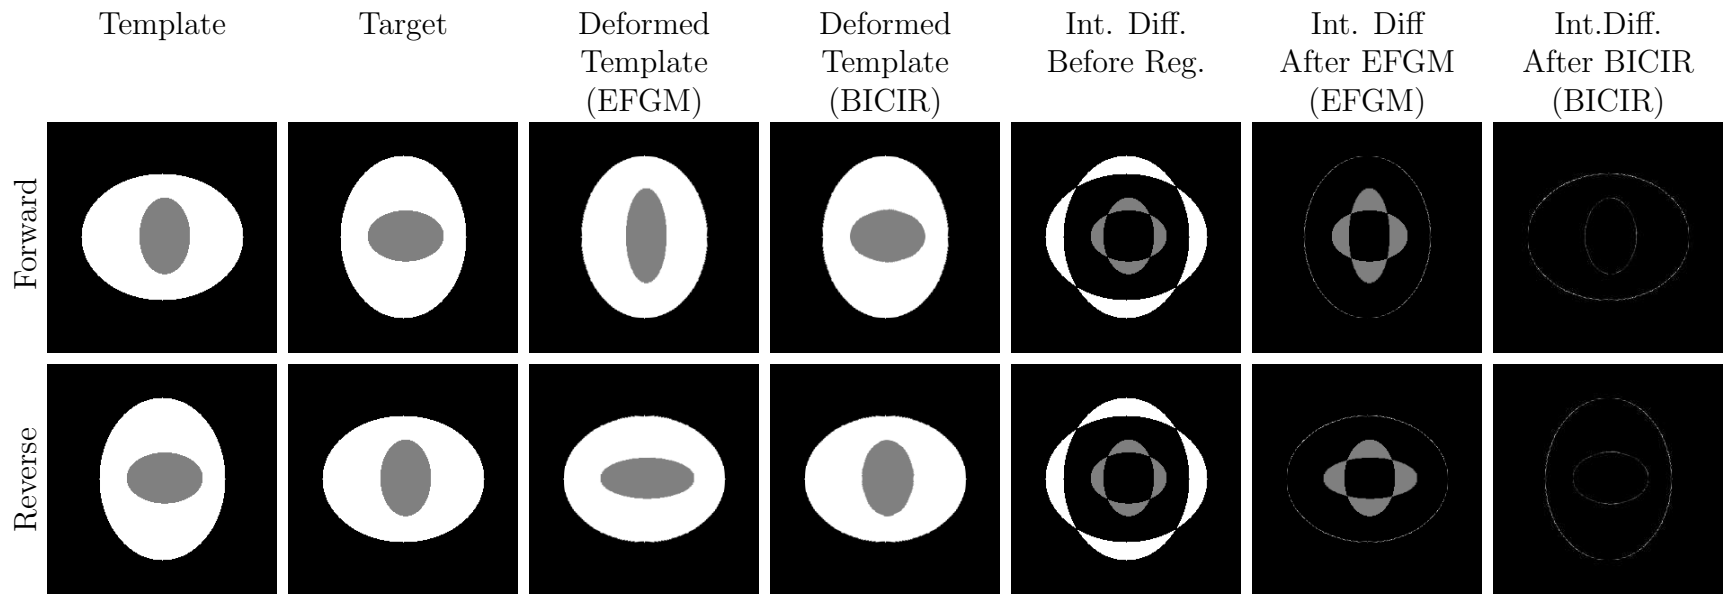 Template
Target
Deformed
Template
(EFGM)
Deformed
Template
(BICIR)
Int. Diff.
Before Reg.
Int. Diff
After EFGM
(EFGM)
Int.Diff.
After BICIR
(BICIR)
Forward
Reverse